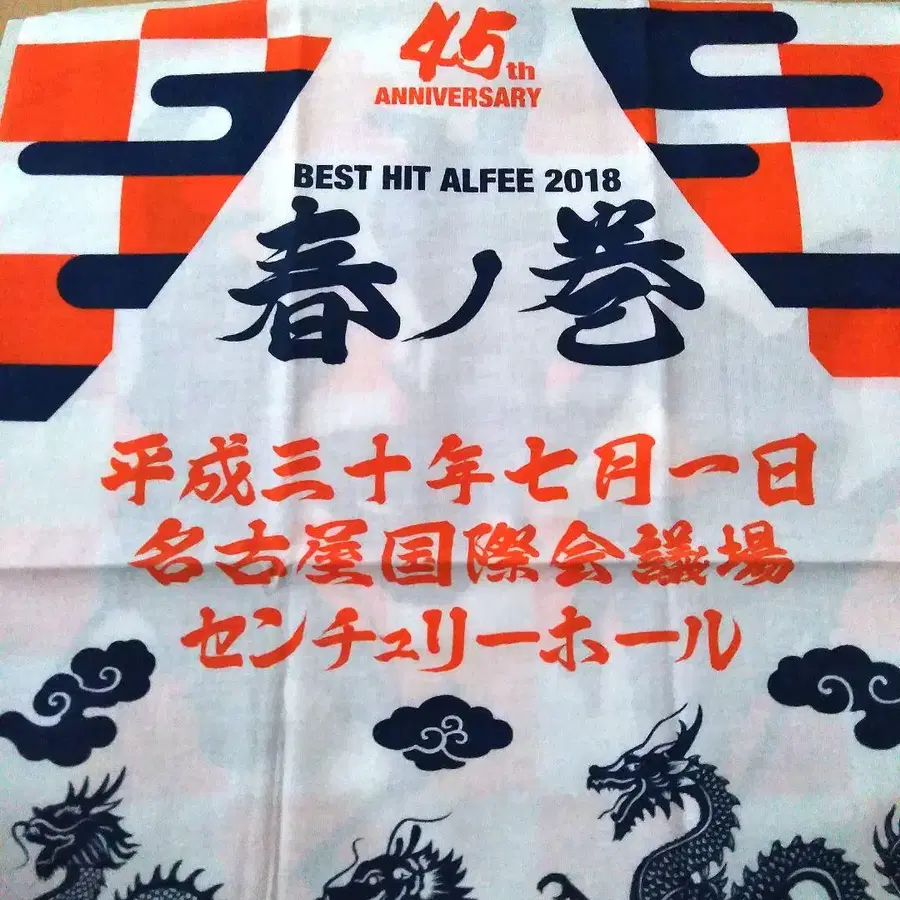 45th
ANNIVERSARY
BEST HIT ALFEE 2018
春ノ巻
平成三十年七月一日
名古屋国際会議場
センチュリーホール